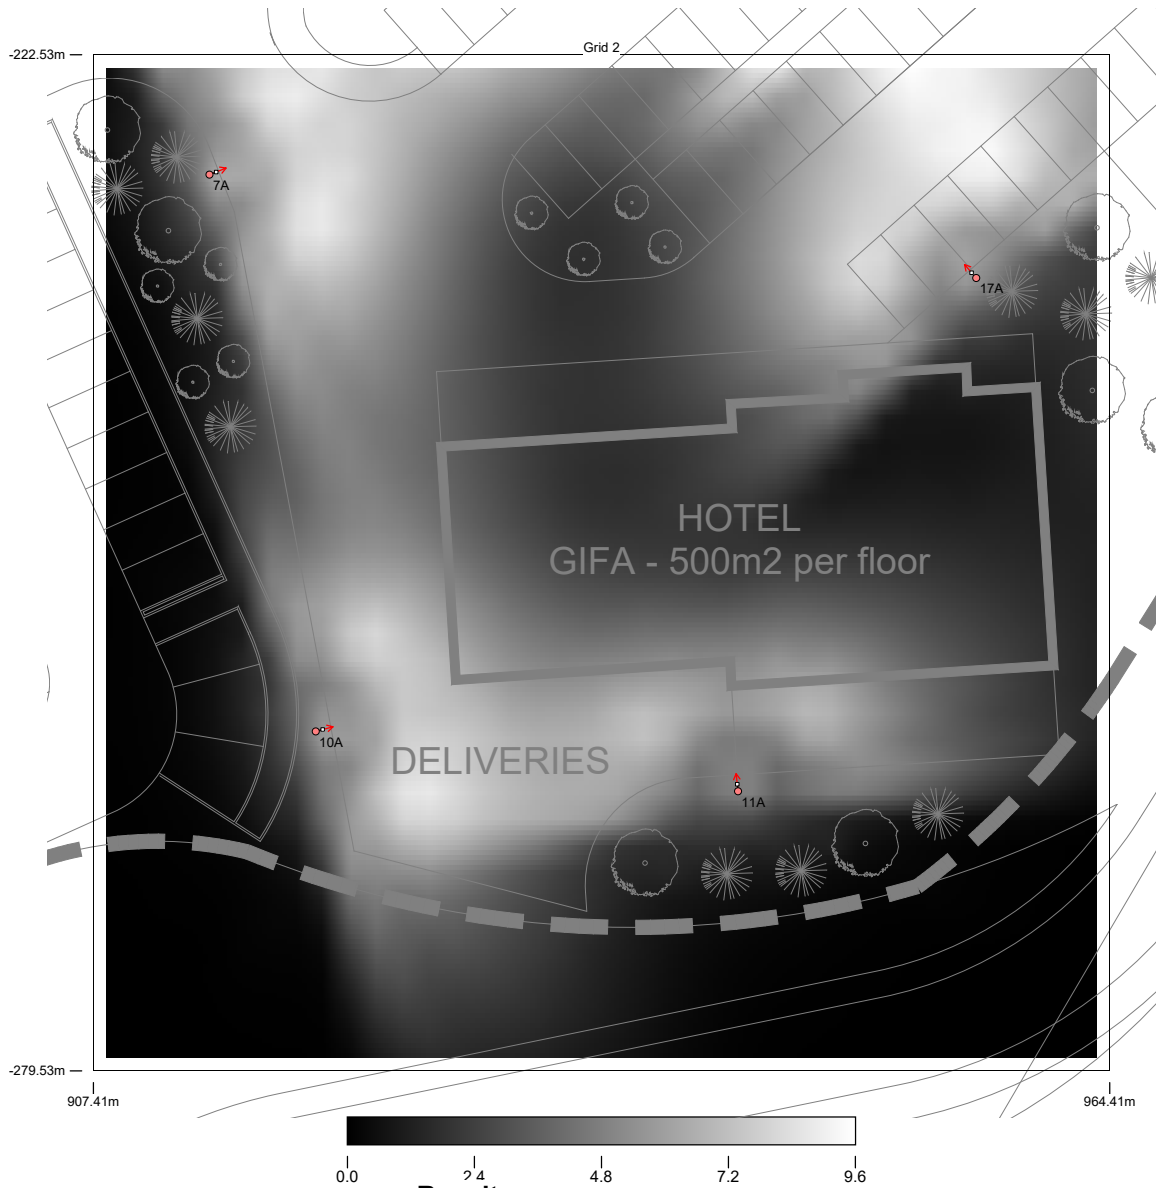 Grid 2
-222.53m
7A
17A
HOTEL
GIFA - 500m2 per floor
10A
DELIVERIES
11A
-279.53m
907.41m
964.41m
0.0 2.4 4.8 7.2 9.6